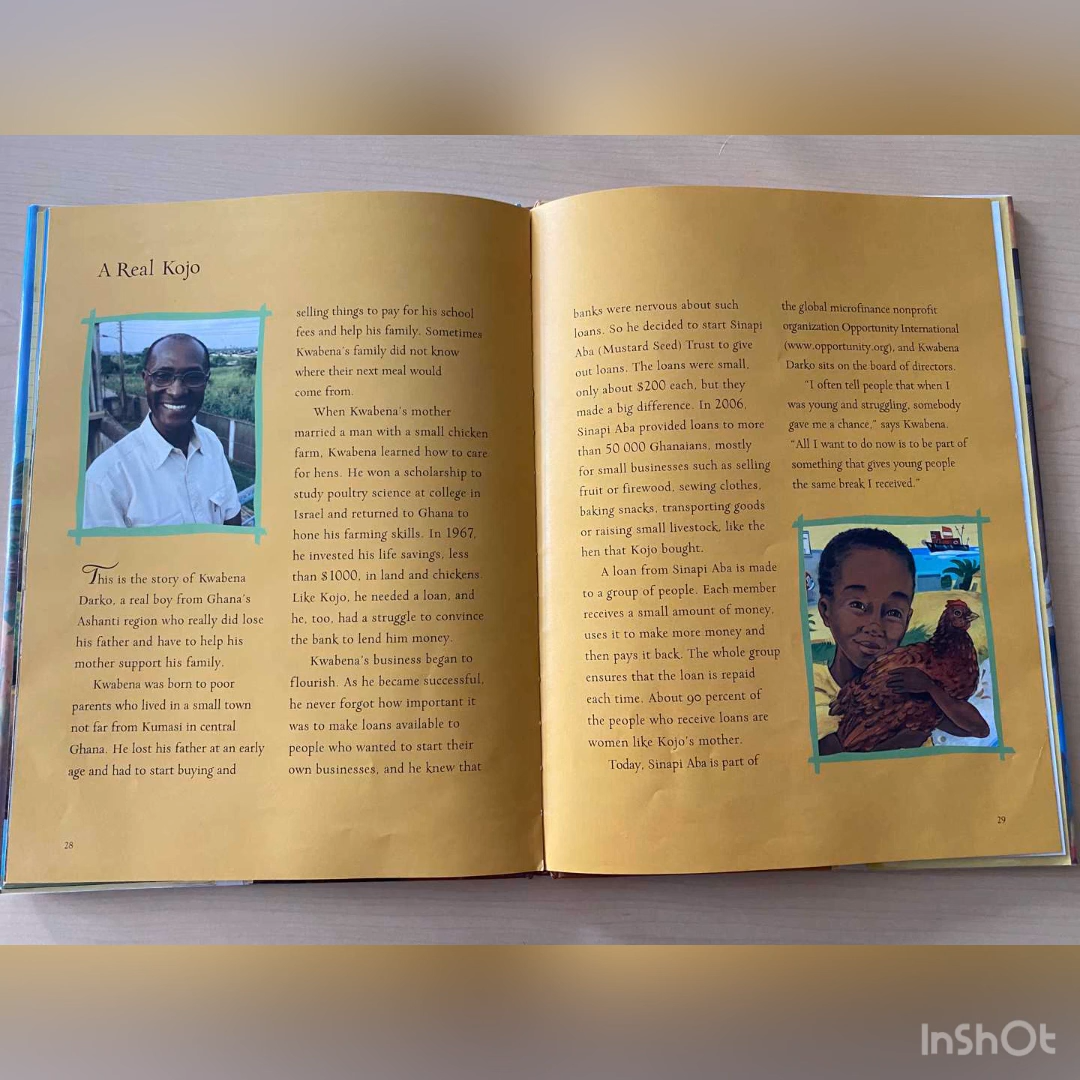 A Real Kojo
This is the story of Kwabena
Darko, a real boy from Ghana's
Ashanti region who really did lose
his father and have to help his
mother support his family.
Kwabena was born to poor
parents who lived in a small town
not far from Kumasi in central
Ghana. He lost his father at an early
age and had to start buying and
selling things to pay for his school
fees and help his family. Sometimes
Kwabena's family did not know
where their next meal would
come from.
When Kwabena's mother
married a man with a small chicken
farm, Kwabena learned how to care
for hens. He won a scholarship to
study poultry science at college in
Israel and returned to Ghana to
hone his farming skills. In 1967,
he invested his life savings, less
than $1000, in land and chickens.
Like Kojo, he needed a loan, and
he, too, had a struggle to convince
the bank to lend him money.
Kwabena's business began to
flourish. As he became successful,
he never forgot how important it
was to make loans available to
people who wanted to start their
own businesses, and he knew that
28
banks were nervous about such
loans. So he decided to start Sinapi
Aba (Mustard Seed) Trust to give
out loans. The loans were small,
only about $200 each, but they
made a big difference. In 2006,
Sinapi Aba provided loans to more
than 50 000 Ghanaians, mostly
for small businesses such as selling
fruit or firewood, sewing clothes,
baking snacks, transporting goods
or raising small livestock, like the
hen that Kojo bought.
A loan from Sinapi Aba is made
to a group of people. Each member
receives a small amount of money,
uses it to make more money and
then pays it back. The whole group
ensures that the loan is repaid
each time. About 90 percent of
the people who receive loans are
women like Kojo's mother.
Today, Sinapi Aba is part of
the global microfinance nonprofit
organization Opportunity International
(www.opportunity.org), and Kwabena
Darko sits on the board of directors.
"I often tell people that when I
was young and struggling, somebody
gave me a chance," says Kwabena.
"All I want to do now is to be part of
something that gives young people
the same break I received."
29
InShOt